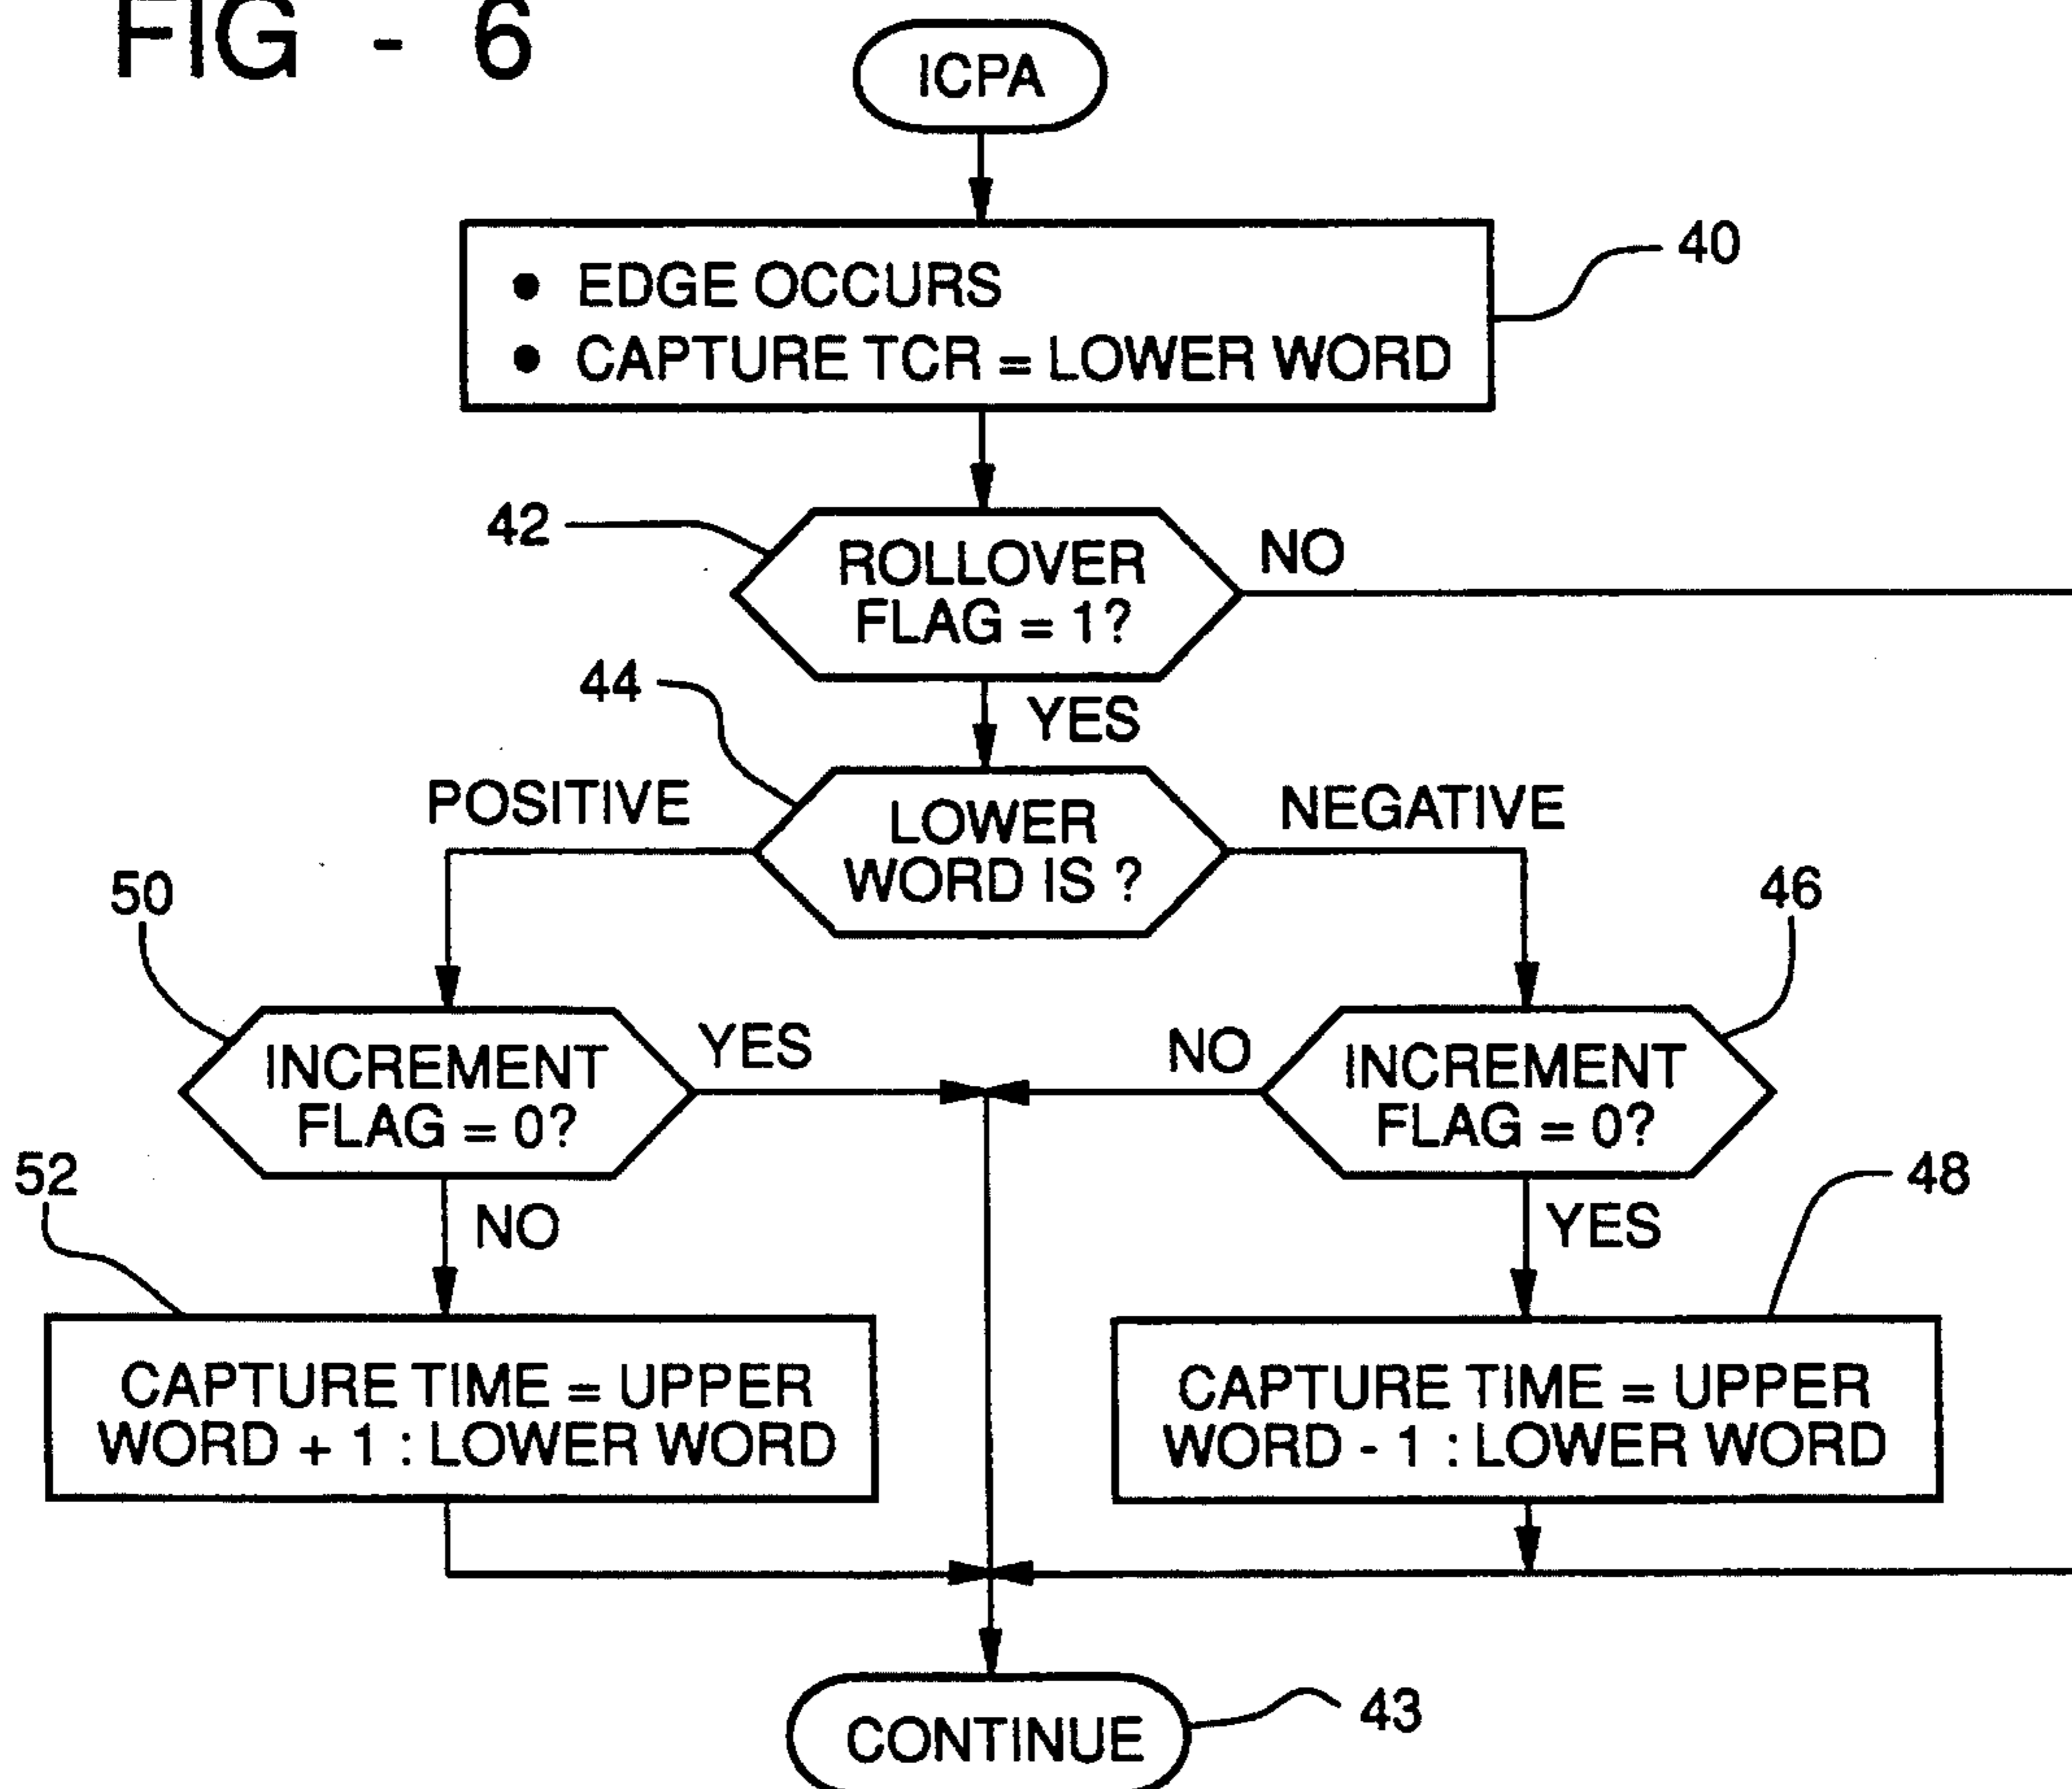 FIG - 6
ICPA
• EDGE OCCURS
• CAPTURE TCR = LOWER WORD
40
42
ROLLOVER
FLAG = 1?
NO
44
YES
POSITIVE
LOWER
WORD IS ?
NEGATIVE
50
46
INCREMENT
FLAG = 0?
YES
NO
INCREMENT
FLAG = 0?
52
NO
YES
48
CAPTURE TIME = UPPER
WORD + 1 : LOWER WORD
CAPTURE TIME = UPPER
WORD - 1 : LOWER WORD
CONTINUE
43